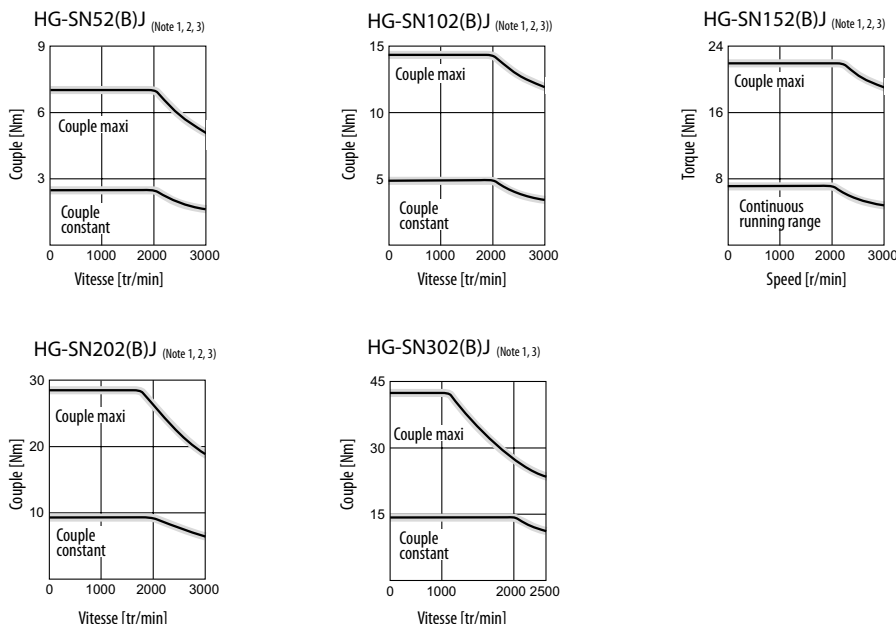 HG-SN52(B)J (Note 1, 2, 3)
9
6
3
0 1000 2000 3000
Couple [Nm]
Couple maxi
Couple
constant
Vitesse [tr/min]
HG-SN102(B)J (Note 1, 2, 3))
15
10
5
0 1000 2000 3000
Couple [Nm]
Couple maxi
Couple
constant
Vitesse [tr/min]
HG-SN152(B)J (Note 1, 2, 3)
24
16
8
0 1000 2000 3000
Torque [Nm]
Couple maxi
Continuous
running range
Speed [r/min]
HG-SN202(B)J (Note 1, 2, 3)
30
20
10
0 1000 2000 3000
Couple [Nm]
Couple maxi
Couple
constant
Vitesse [tr/min]
HG-SN302(B)J (Note 1, 3)
45
30
15
0 1000 2000 2500
Couple [Nm]
Couple maxi
Couple
constant
Vitesse [tr/min]